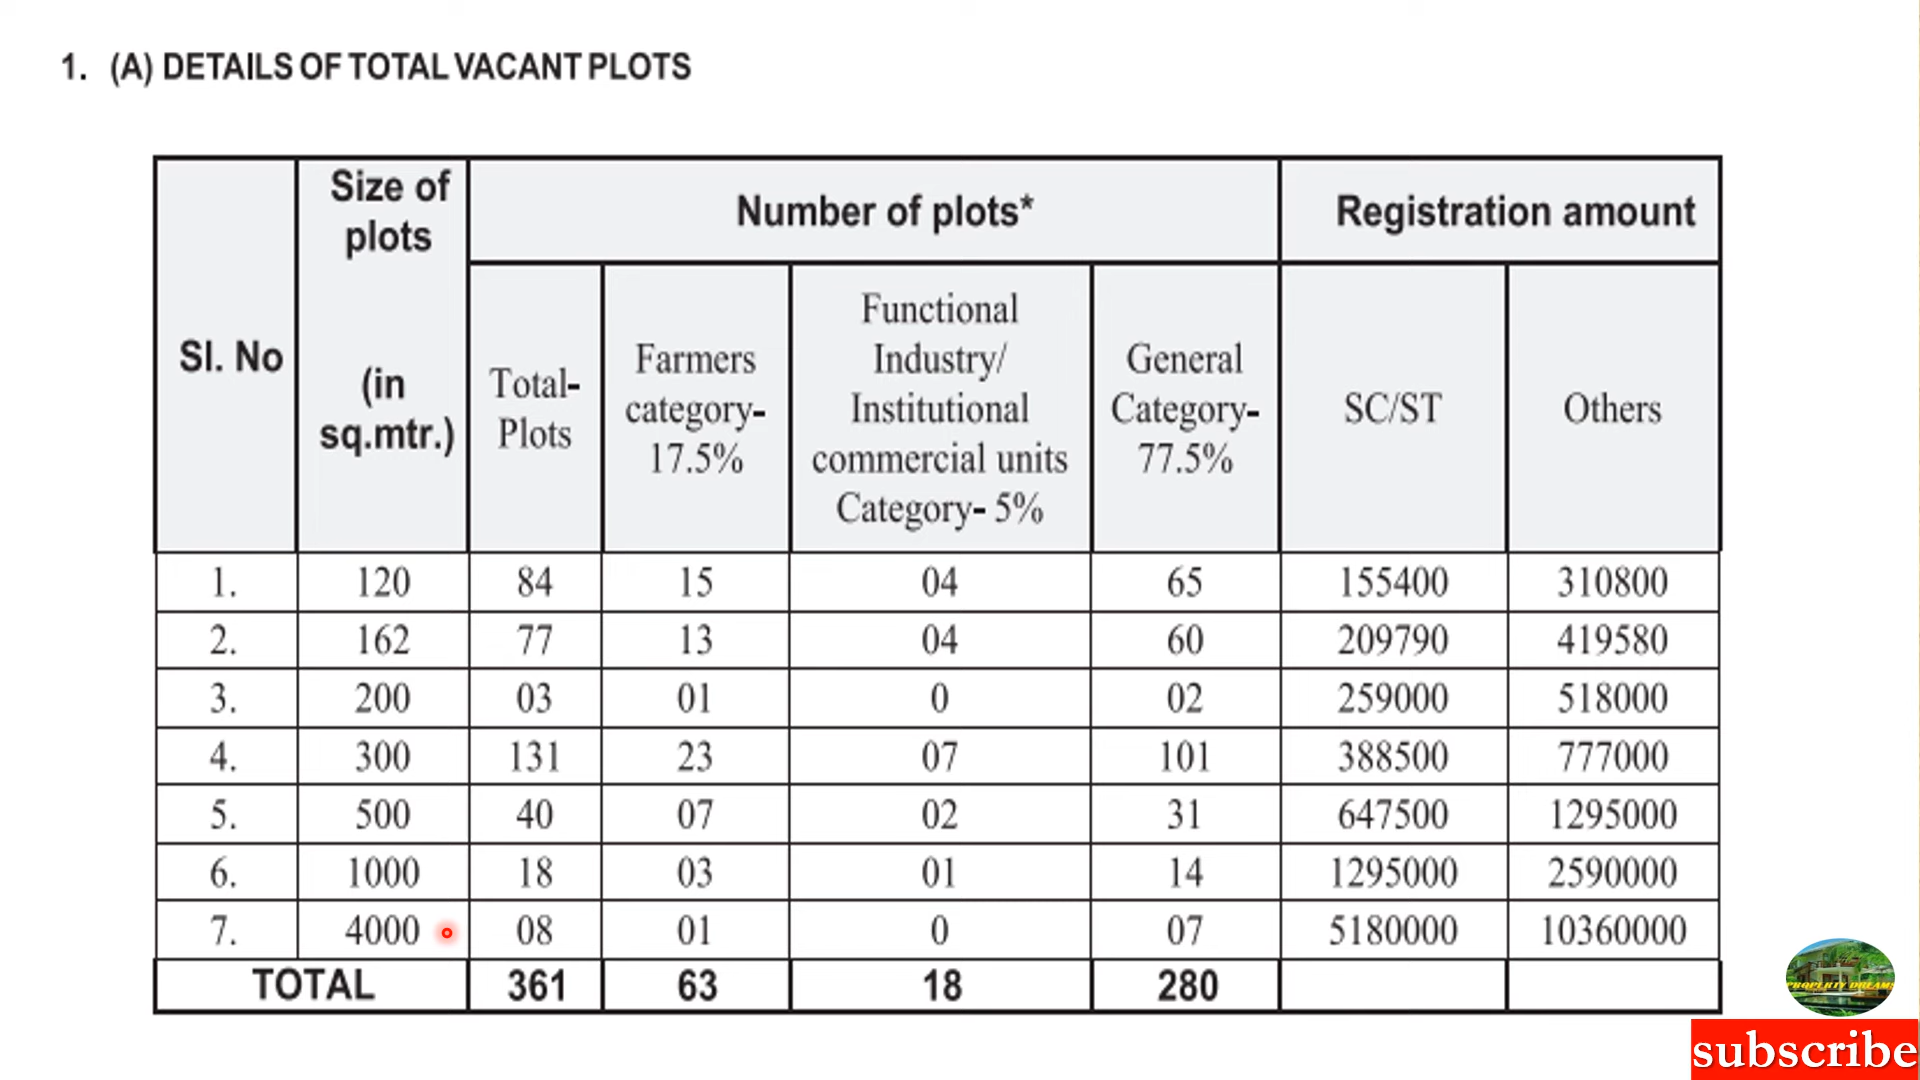 1. (A) DETAILS OF TOTAL VACANT PLOTS
Sl. No
Size of
plots
(in
sq.mtr.)
Number of plots*
Registration amount
Total-
Plots
Farmers
category-
17.5%
Functional
Industry/
Institutional
commercial units
Category- 5%
General
Category-
77.5%
SC/ST
Others
1. 120 84 15 04 65 155400 310800
2. 162 77 13 04 60 209790 419580
3. 200 03 01 0 02 259000 518000
4. 300 131 23 07 101 388500 777000
5. 500 40 07 02 31 647500 1295000
6. 1000 18 03 01 14 1295000 2590000
7. 4000 08 01 0 07 5180000 10360000
TOTAL 361 63 18 280
PROPERTY DREAMS
subscribe